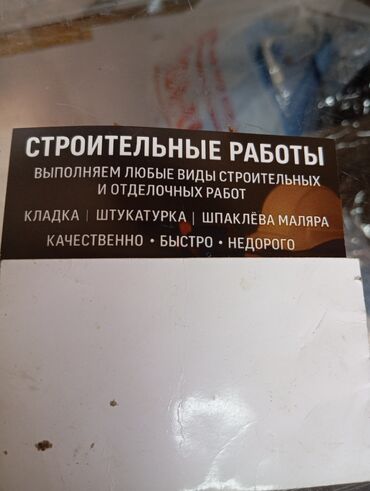 СТРОИТЕЛЬНЫЕ РАБОТЫ
ВЫПОЛНЯЕМ ЛЮБЫЕ ВИДЫ СТРОИТЕЛЬНЫХ
И ОТДЕЛОЧНЫХ РАБОТ
КЛАДКА | ШТУКАТУРКА | ШПАКЛЁВА МАЛЯРА
КАЧЕСТВЕННО • БЫСТРО • НЕДОРОГО